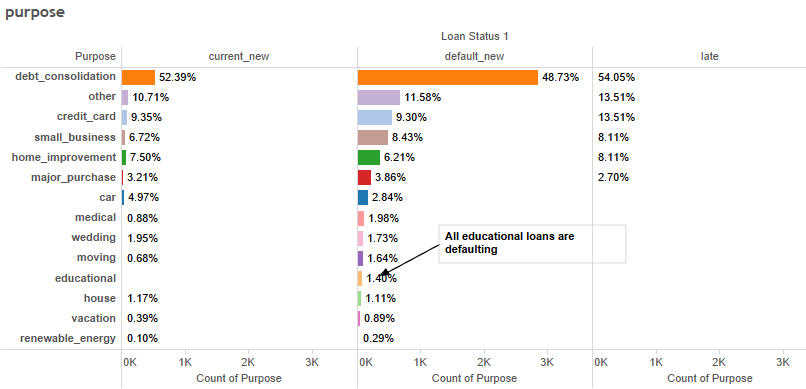 purpose
Loan Status 1
Purpose current_new default_new late
debt_consolidation 52.39% 48.73% 54.05%
other 10.71% 11.58% 13.51%
credit_card 9.35% 9.30% 13.51%
small_business 6.72% 8.43% 8.11%
home_improvement 7.50% 6.21% 8.11%
major_purchase 3.21% 3.86% 2.70%
car 4.97% 2.84%
medical 0.88% 1.98%
wedding 1.95% 1.73%
All educational loans are
defaulting
moving 0.68% 1.64%
educational 1.40%
house 1.17% 1.11%
vacation 0.39% 0.89%
renewable_energy 0.10% 0.29%
0K 1K 2K 3K 0K 1K 2K 3K 0K 1K 2K 3K
Count of Purpose Count of Purpose Count of Purpose